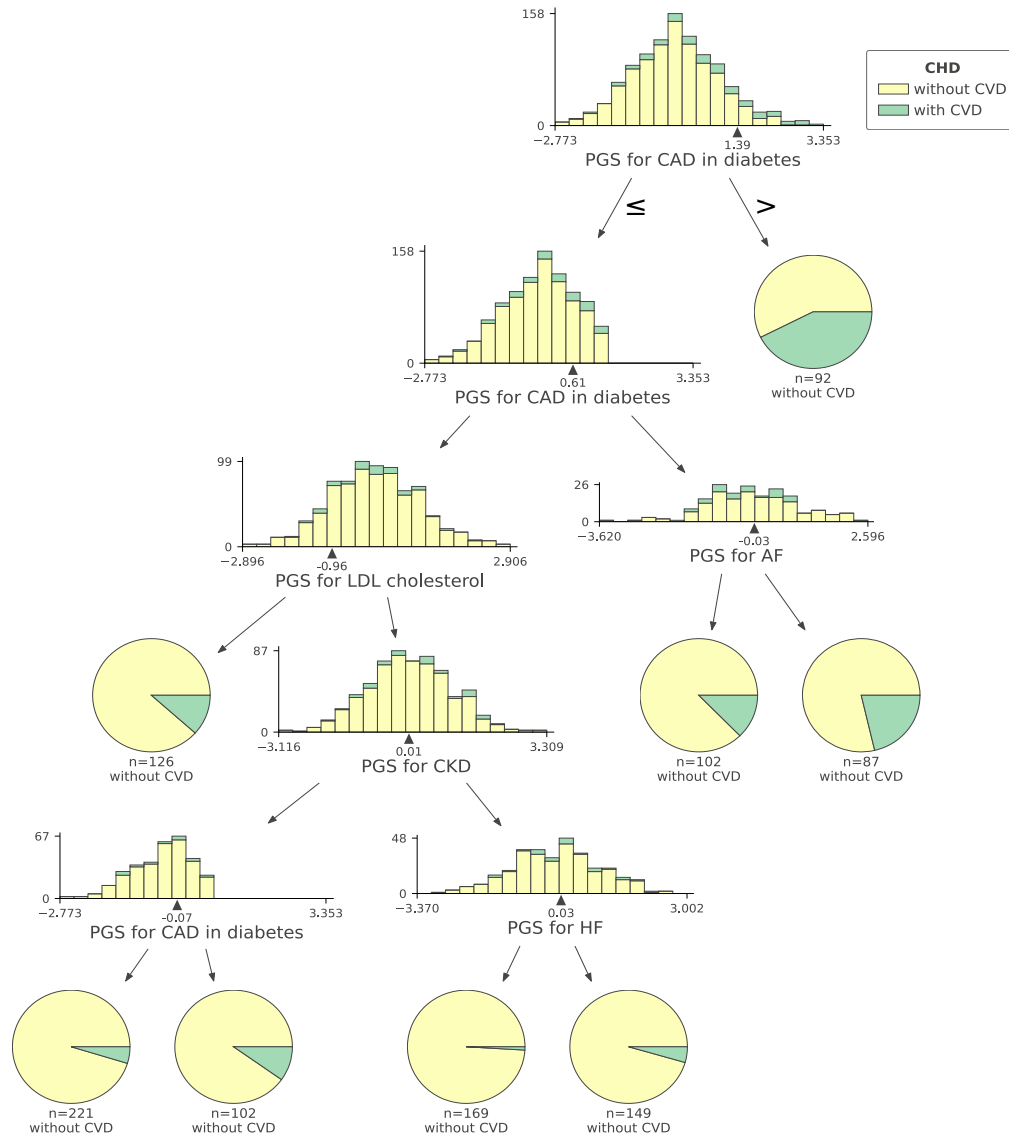 158
0
−2.773
1.39
3.353
PGS for CAD in diabetes
CHD
without CVD
with CVD
≤
>
158
0
−2.773
0.61
3.353
PGS for CAD in diabetes
n=92
without CVD
99
0
−2.896
-0.96
2.906
PGS for LDL cholesterol
26
0
−3.620
-0.03
2.596
PGS for AF
n=126
without CVD
87
0
−3.116
0.01
3.309
PGS for CKD
n=102
without CVD
n=87
without CVD
67
0
−2.773
-0.07
3.353
PGS for CAD in diabetes
48
0
−3.370
0.03
3.002
PGS for HF
n=221
without CVD
n=102
without CVD
n=169
without CVD
n=149
without CVD